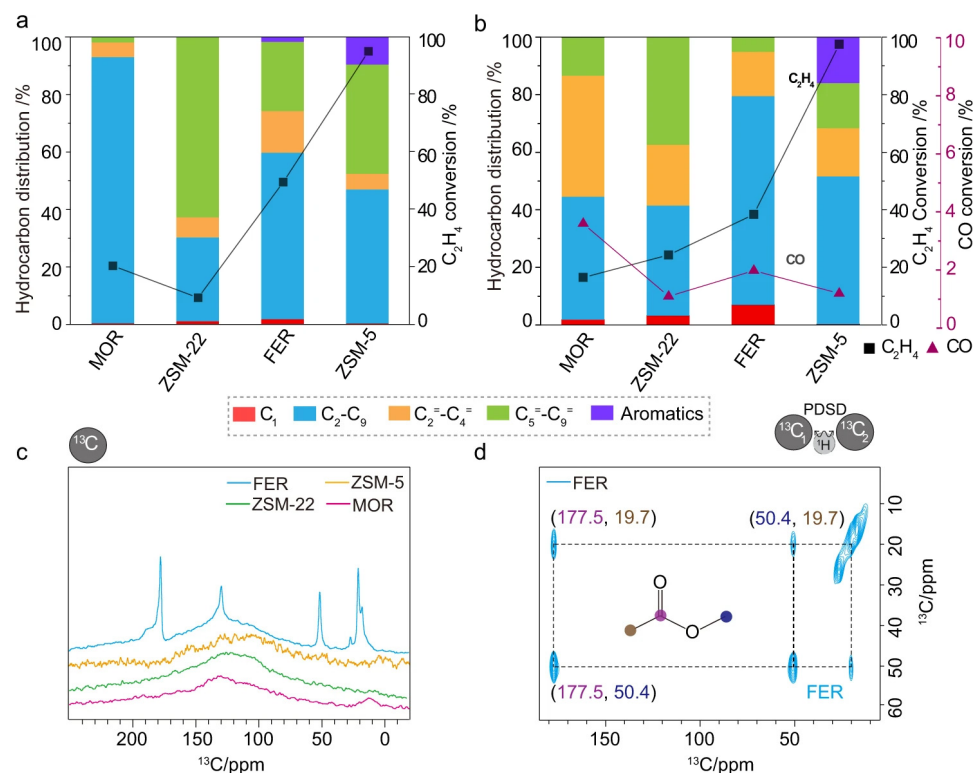 a
b
100
80
60
40
20
0
Hydrocarbon distribution /%
100
80
60
40
20
0
C₂H₄ conversion /%
MOR
ZSM-22
FER
ZSM-5
100
80
60
40
20
0
Hydrocarbon distribution /%
C₂H₄
CO
100
80
60
40
20
0
C₂H₄ Conversion /%
10
8
6
4
2
0
CO conversion /%
MOR
ZSM-22
FER
ZSM-5
C₂H₄ CO
C₁ C₂-C₉ C₂⁼-C₄⁼ C₅⁼-C₉⁼ Aromatics
c
¹³C
FER ZSM-5
ZSM-22 MOR
200 150 100 50 0
¹³C/ppm
d
PDSD
¹³C₁ ¹H ¹³C₂
FER
(177.5, 19.7) (50.4, 19.7)
O
O
(177.5, 50.4)
FER
10
20
30
40
50
60
¹³C/ppm
150 100 50
¹³C/ppm